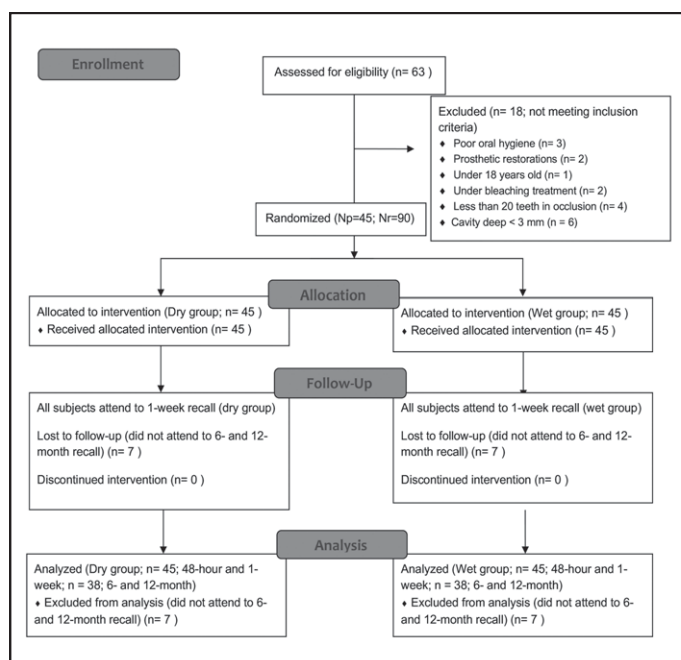 Enrollment
Assessed for eligibility (n= 63 )
Excluded (n= 18; not meeting inclusion
criteria)
♦ Poor oral hygiene (n= 3)
♦ Prosthetic restorations (n= 2)
♦ Under 18 years old (n= 1)
♦ Under bleaching treatment (n= 2)
♦ Less than 20 teeth in occlusion (n= 4)
♦ Cavity deep < 3 mm (n = 6)
Randomized (Np=45; Nr=90)
Allocation
Allocated to intervention (Dry group; n= 45 )
♦ Received allocated intervention (n= 45 )
Allocated to intervention (Wet group; n= 45 )
♦ Received allocated intervention (n= 45 )
Follow-Up
All subjects attend to 1-week recall (dry group)
Lost to follow-up (did not attend to 6- and 12-
month recall) (n= 7 )
Discontinued intervention (n= 0 )
All subjects attend to 1-week recall (wet group)
Lost to follow-up (did not attend to 6- and 12-
month recall) (n= 7 )
Discontinued intervention (n= 0 )
Analysis
Analyzed (Dry group; n= 45; 48-hour and 1-
week; n = 38; 6- and 12-month)
♦ Excluded from analysis (did not attend to 6-
and 12-month recall) (n= 7 )
Analyzed (Wet group; n= 45; 48-hour and 1-
week; n = 38; 6- and 12-month)
♦ Excluded from analysis (did not attend to 6-
and 12-month recall) (n= 7 )